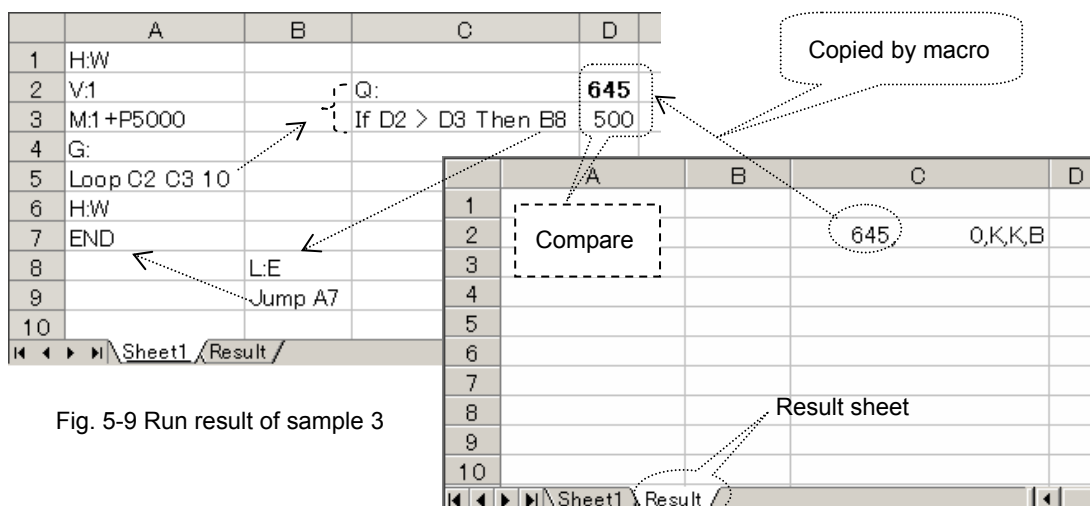 A B C D
1 H:W
2 V:1 Q: 645
3 M:1+P5000 If D2 > D3 Then B8 500
4 G:
5 Loop C2 C3 10
6 H:W
7 END
8 L:E
9 Jump A7
10
Sheet1 Result
Copied by macro
A B C D
1
2 645, 0,K,K,B
3
4
5
6
7
8
9
10
Compare
Result sheet
Sheet1 Result
Fig. 5-9 Run result of sample 3